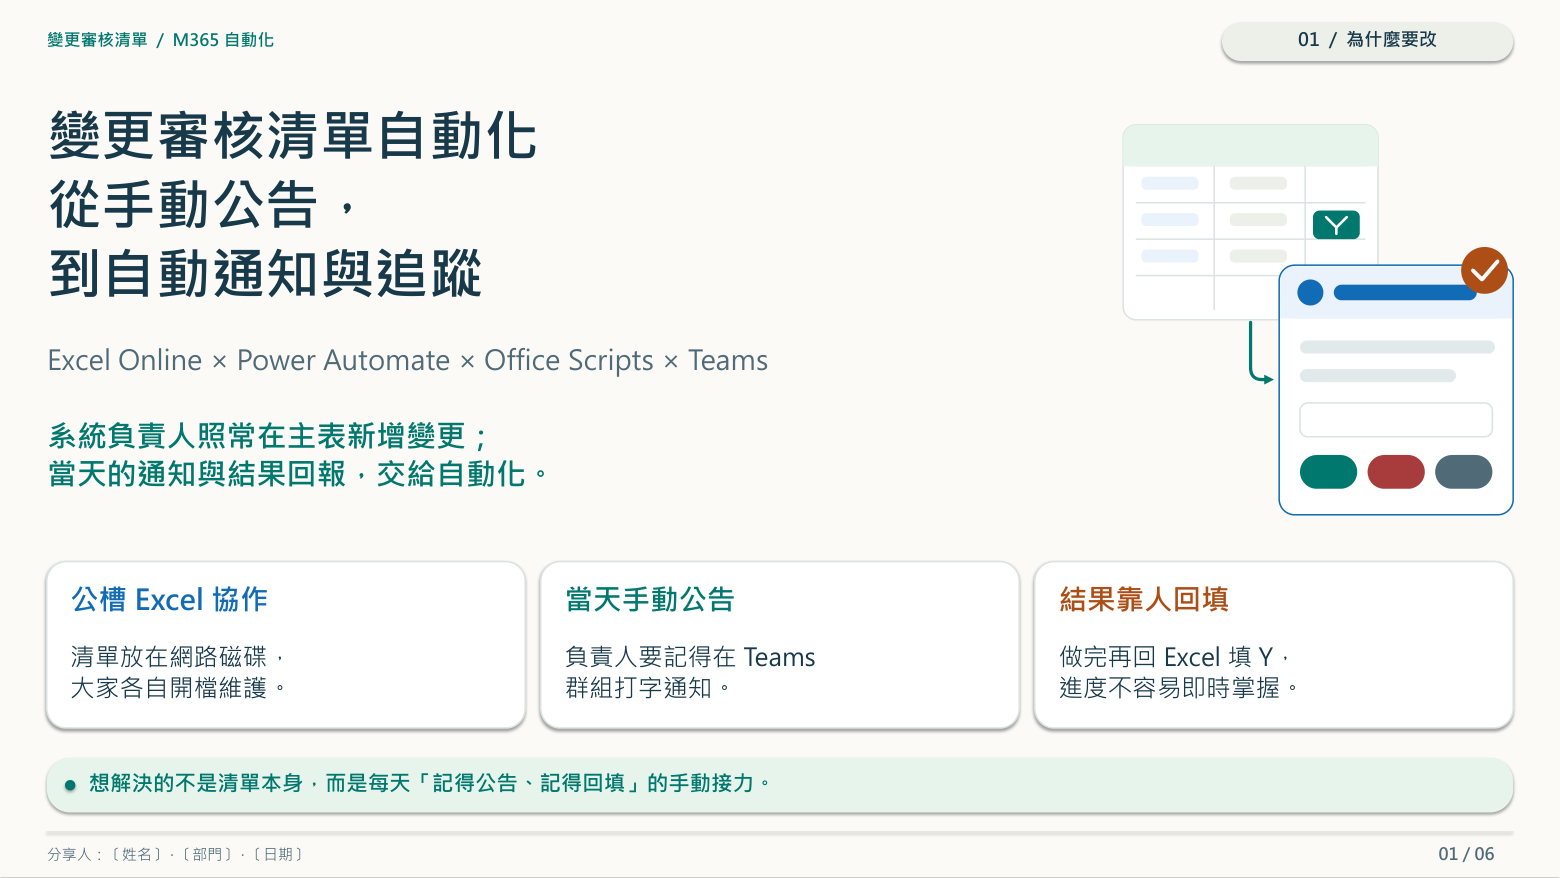 變更審核清單 / M365 自動化
01 / 為什麼要改
變更審核清單自動化
從手動公告，
到自動通知與追蹤
Excel Online × Power Automate × Office Scripts × Teams
系統負責人照常在主表新增變更；
當天的通知與結果回報，交給自動化。
Y
公槽 Excel 協作
清單放在網路磁碟，
大家各自開檔維護。
當天手動公告
負責人要記得在 Teams
群組打字通知。
結果靠人回填
做完再回 Excel 填 Y，
進度不容易即時掌握。
想解決的不是清單本身，而是每天「記得公告、記得回填」的手動接力。
分享人：〔姓名〕·〔部門〕·〔日期〕
01 / 06